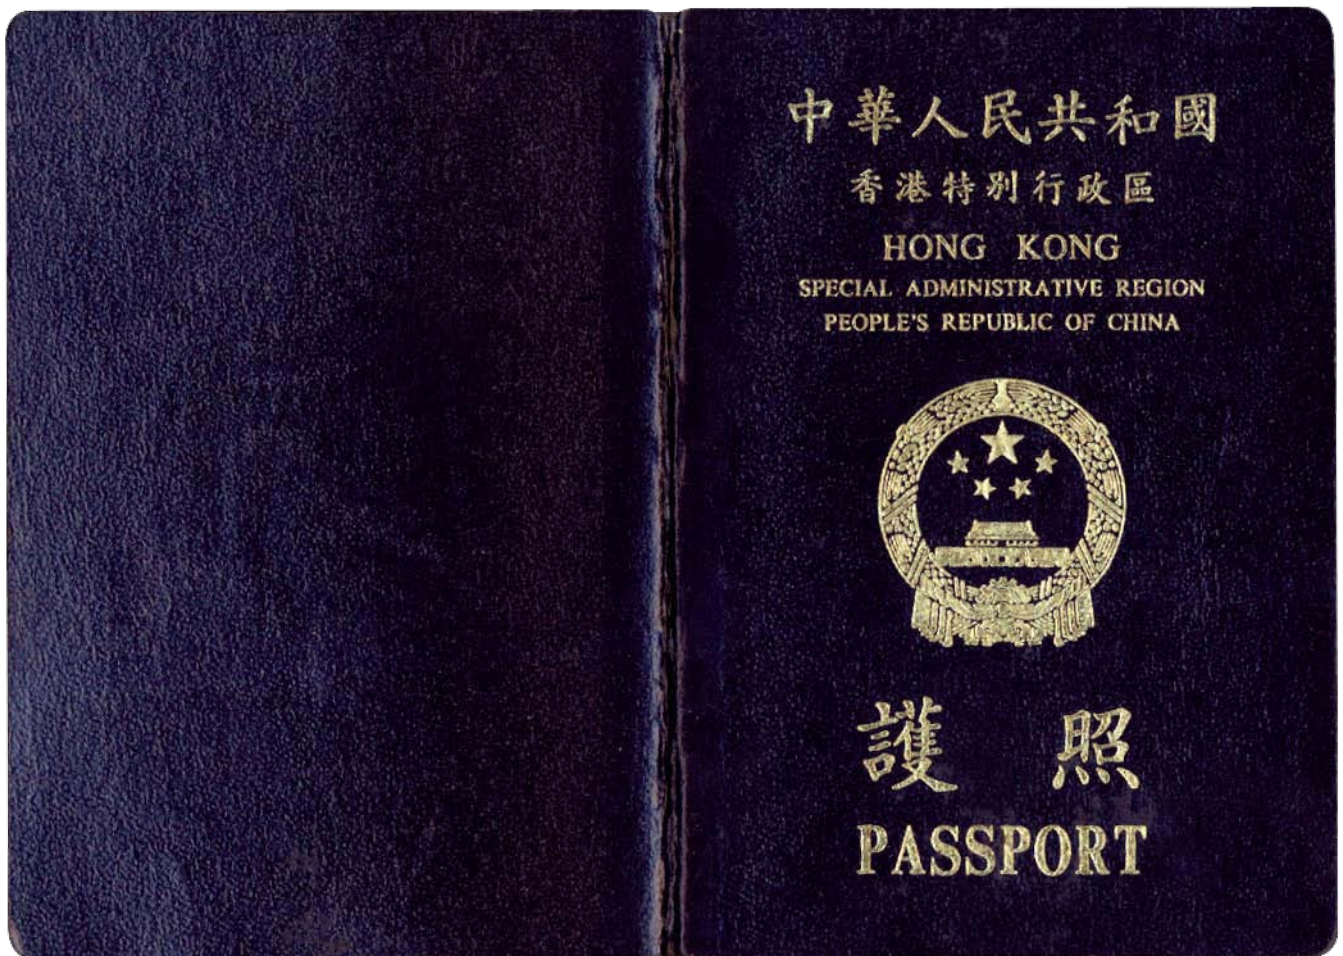 中華人民共和國
香港特別行政區
HONG KONG
SPECIAL ADMINISTRATIVE REGION
PEOPLE'S REPUBLIC OF CHINA
護照
PASSPORT